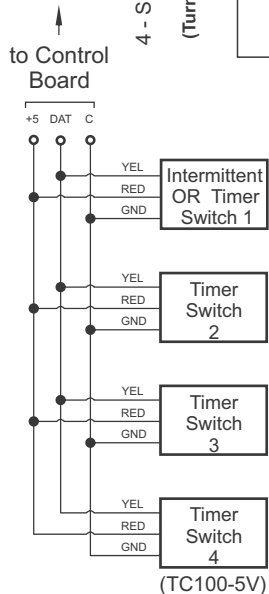 4 - S
(Turn
to Control
Board
+5 DAT C
YEL
RED
GND
Intermittent
OR Timer
Switch 1
YEL
RED
GND
Timer
Switch
2
YEL
RED
GND
Timer
Switch
3
YEL
RED
GND
Timer
Switch
4
(TC100-5V)